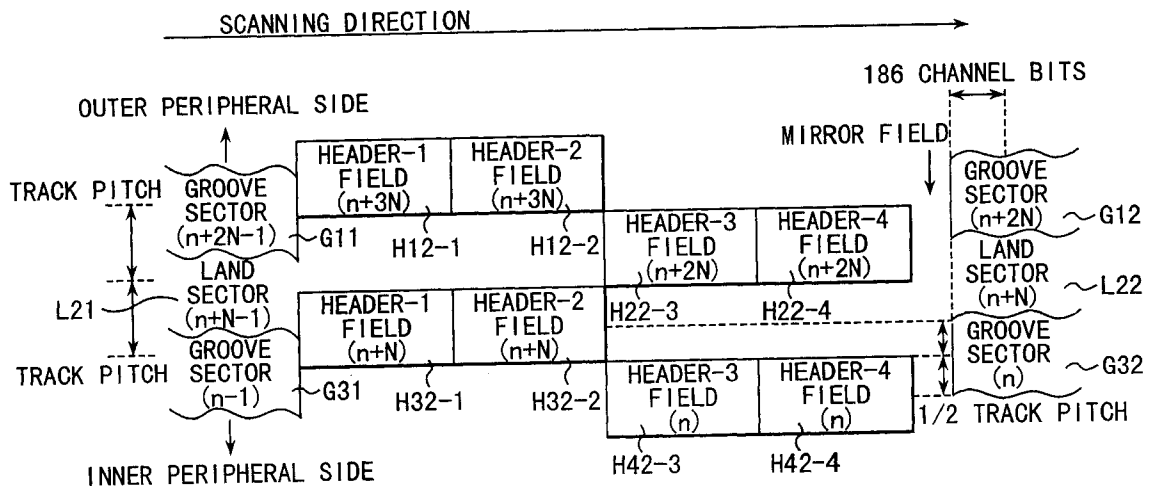 SCANNING DIRECTION
186 CHANNEL BITS
OUTER PERIPHERAL SIDE
MIRROR FIELD
TRACK PITCH
GROOVE
SECTOR
(n+2N-1)
G11
HEADER-1
FIELD
(n+3N)
H12-1
HEADER-2
FIELD
(n+3N)
H12-2
HEADER-3
FIELD
(n+2N)
H22-3
HEADER-4
FIELD
(n+2N)
H22-4
GROOVE
SECTOR
(n+2N)
G12
L21
LAND
SECTOR
(n+N-1)
LAND
SECTOR
(n+N)
L22
HEADER-1
FIELD
(n+N)
H32-1
HEADER-2
FIELD
(n+N)
H32-2
TRACK PITCH
GROOVE
SECTOR
(n-1)
G31
HEADER-3
FIELD
(n)
H42-3
HEADER-4
FIELD
(n)
H42-4
GROOVE
SECTOR
(n)
G32
1/2 TRACK PITCH
INNER PERIPHERAL SIDE